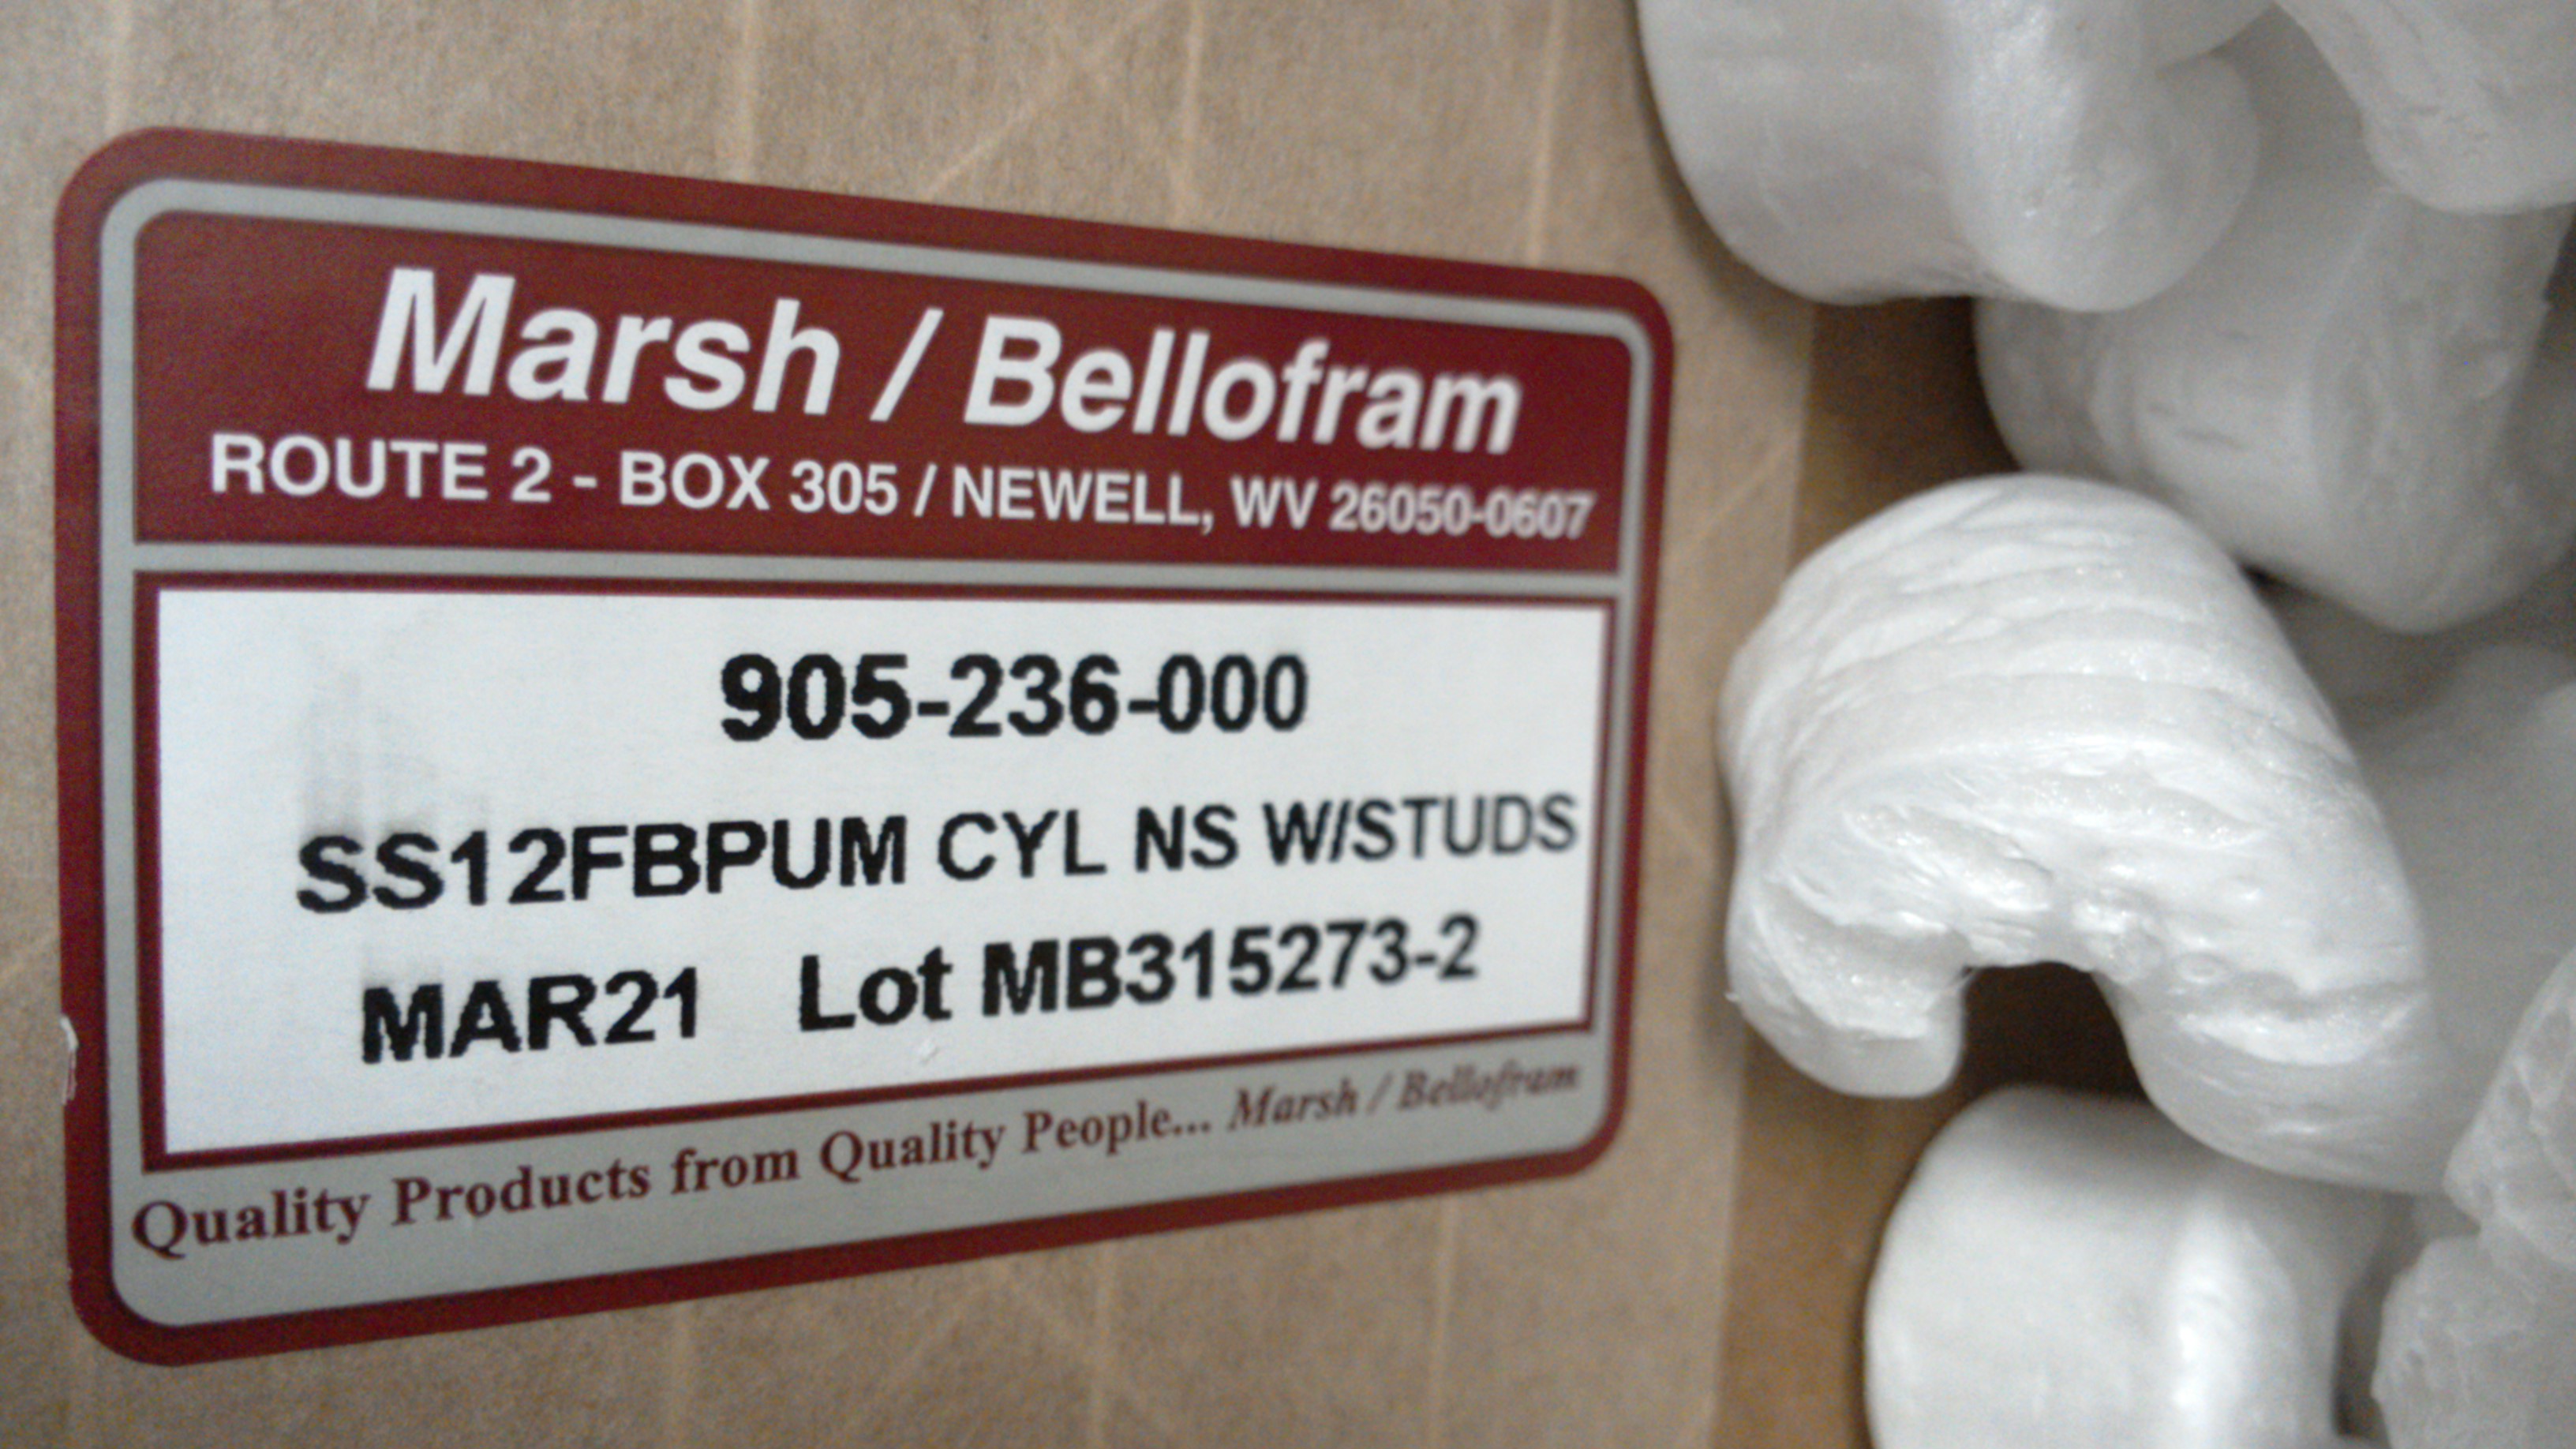 Marsh / Bellofram
ROUTE 2 - BOX 305 / NEWELL, WV 26050-0607
905-236-000
SS12FBPUM CYL NS W/STUDS
MAR21 Lot MB315273-2
Quality Products from Quality People... Marsh / Bellofram